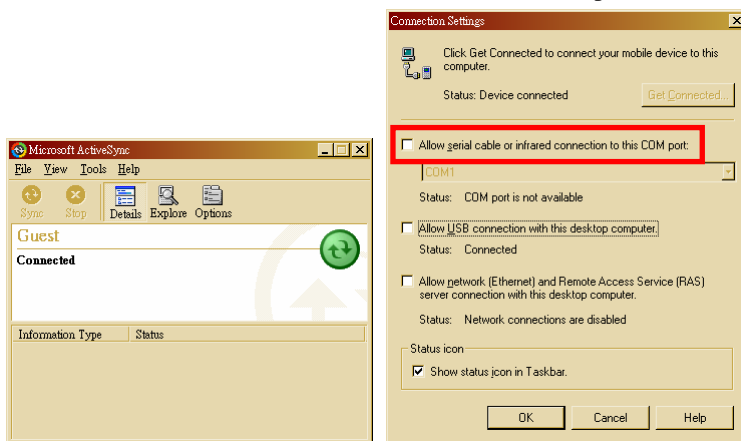 Microsoft ActiveSync
File View Tools Help
Sync Stop Details Explore Options
Guest
Connected
Information Type Status
Connection Settings
Click Get Connected to connect your mobile device to this
computer.
Status: Device connected
Get Connected...
Allow serial cable or infrared connection to this COM port:
COM1
Status: COM port is not available
Allow USB connection with this desktop computer.
Status: Connected
Allow network (Ethernet) and Remote Access Service (RAS)
server connection with this desktop computer.
Status: Network connections are disabled
Status icon
Show status icon in Taskbar.
OK Cancel Help